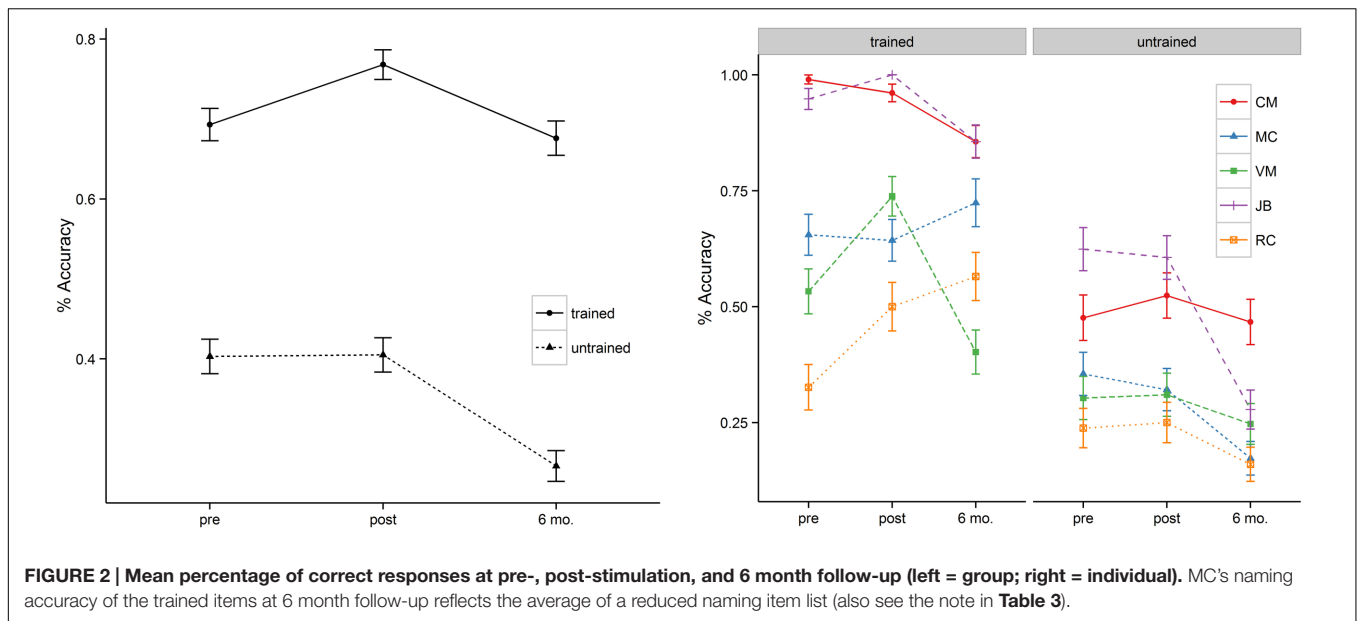 0.8
0.6
0.4
% Accuracy
pre post 6 mo.
trained
untrained
trained untrained
1.00
0.75
0.50
0.25
% Accuracy
pre post 6 mo. pre post 6 mo.
CM
MC
VM
JB
RC
FIGURE 2 | Mean percentage of correct responses at pre-, post-stimulation, and 6 month follow-up (left = group; right = individual). MC's naming
accuracy of the trained items at 6 month follow-up reflects the average of a reduced naming item list (also see the note in Table 3).